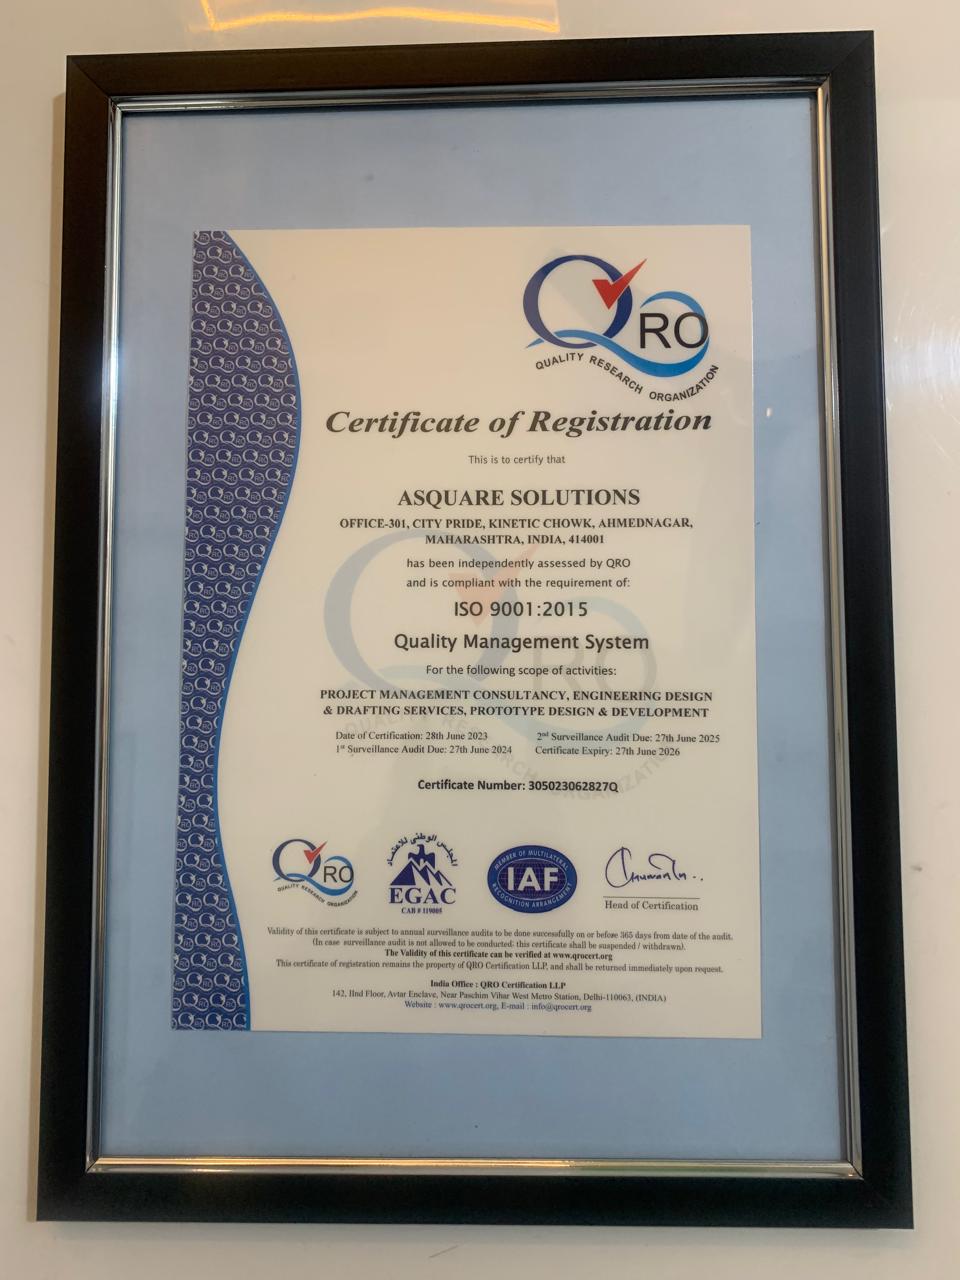 QRO
QUALITY RESEARCH ORGANIZATION
Certificate of Registration
This is to certify that
ASQUARE SOLUTIONS
OFFICE-301, CITY PRIDE, KINETIC CHOWK, AHMEDNAGAR,
MAHARASHTRA, INDIA, 414001
has been independently assessed by QRO
and is compliant with the requirement of:
ISO 9001:2015
Quality Management System
For the following scope of activities:
PROJECT MANAGEMENT CONSULTANCY, ENGINEERING DESIGN
& DRAFTING SERVICES, PROTOTYPE DESIGN & DEVELOPMENT
Date of Certification: 28th June 2023 2nd Surveillance Audit Due: 27th June 2025
1st Surveillance Audit Due: 27th June 2024 Certificate Expiry: 27th June 2026
Certificate Number: 305023062827Q
QRO
QUALITY RESEARCH ORGANIZATION
المجلس الوطنى للاعتماد
EGAC
CAB # 119005
MEMBER OF MULTILATERAL
IAF
RECOGNITION ARRANGEMENT
Head of Certification
Validity of this certificate is subject to annual surveillance audits to be done successfully on or before 365 days from date of the audit.
(In case surveillance audit is not allowed to be conducted; this certificate shall be suspended / withdrawn).
The Validity of this certificate can be verified at www.qrocert.org
This certificate of registration remains the property of QRO Certification LLP, and shall be returned immediately upon request.
India Office : QRO Certification LLP
142, IInd Floor, Avtar Enclave, Near Paschim Vihar West Metro Station, Delhi-110063, (INDIA)
Website : www.qrocert.org, E-mail : info@qrocert.org